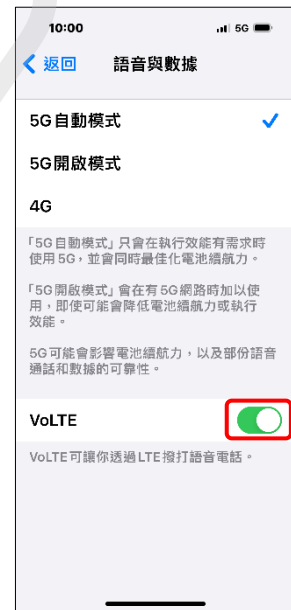 10:00
5G
返回
語音與數據
5G自動模式
5G開啟模式
4G
「5G自動模式」只會在執行效能有需求時
使用5G，並會同時最佳化電池續航力。
「5G開啟模式」會在有5G網路時加以使
用，即使可能會降低電池續航力或執行
效能。
5G可能會影響電池續航力，以及部份語音
通話和數據的可靠性。
VoLTE
VoLTE可讓你透過LTE撥打語音電話。